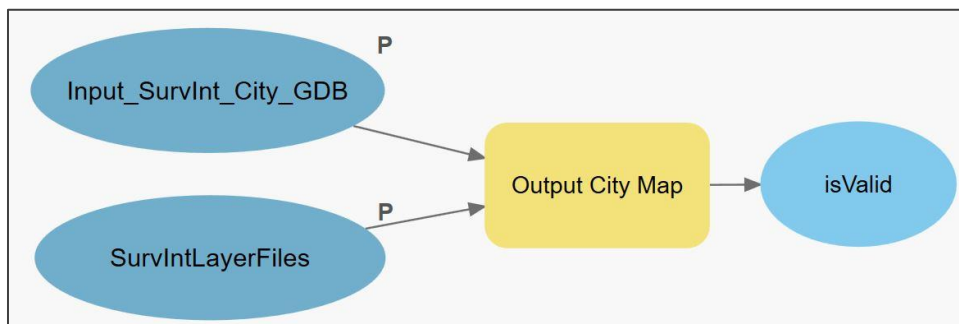 P
Input_SurvInt_City_GDB
Output City Map
isValid
P
SurvIntLayerFiles